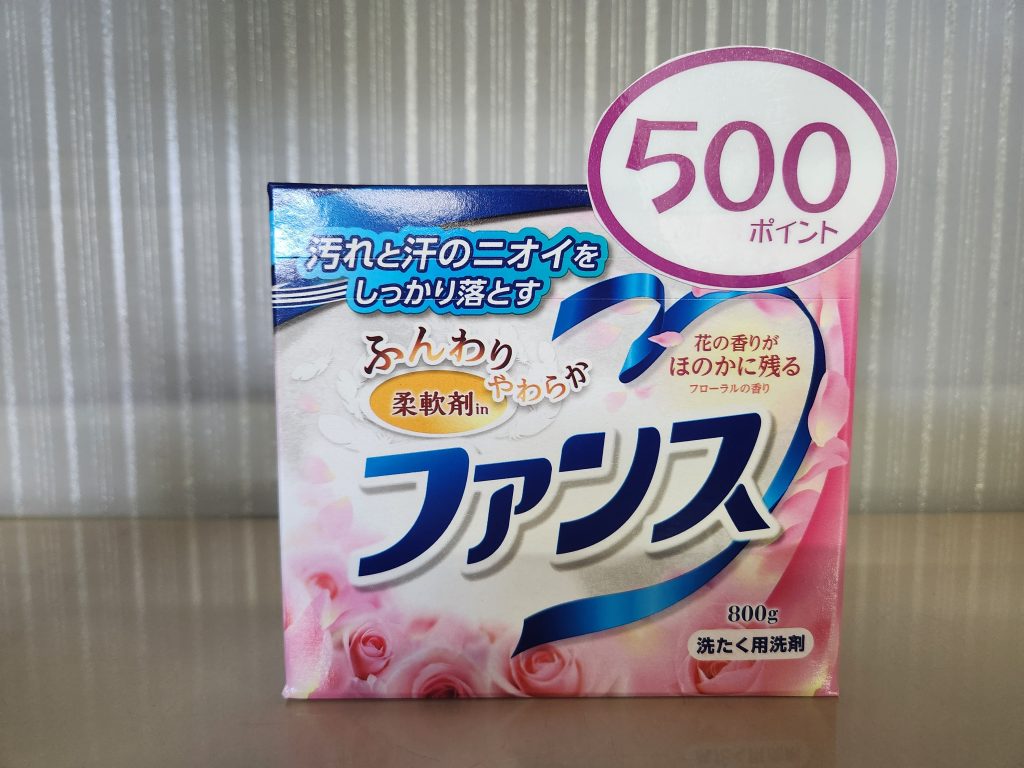 500
ポイント
汚れと汗のニオイを
しっかり落とす
ふんわり
やわらか
柔軟剤in
花の香りが
ほのかに残る
フローラルの香り
ファンス
800g
洗たく用洗剤